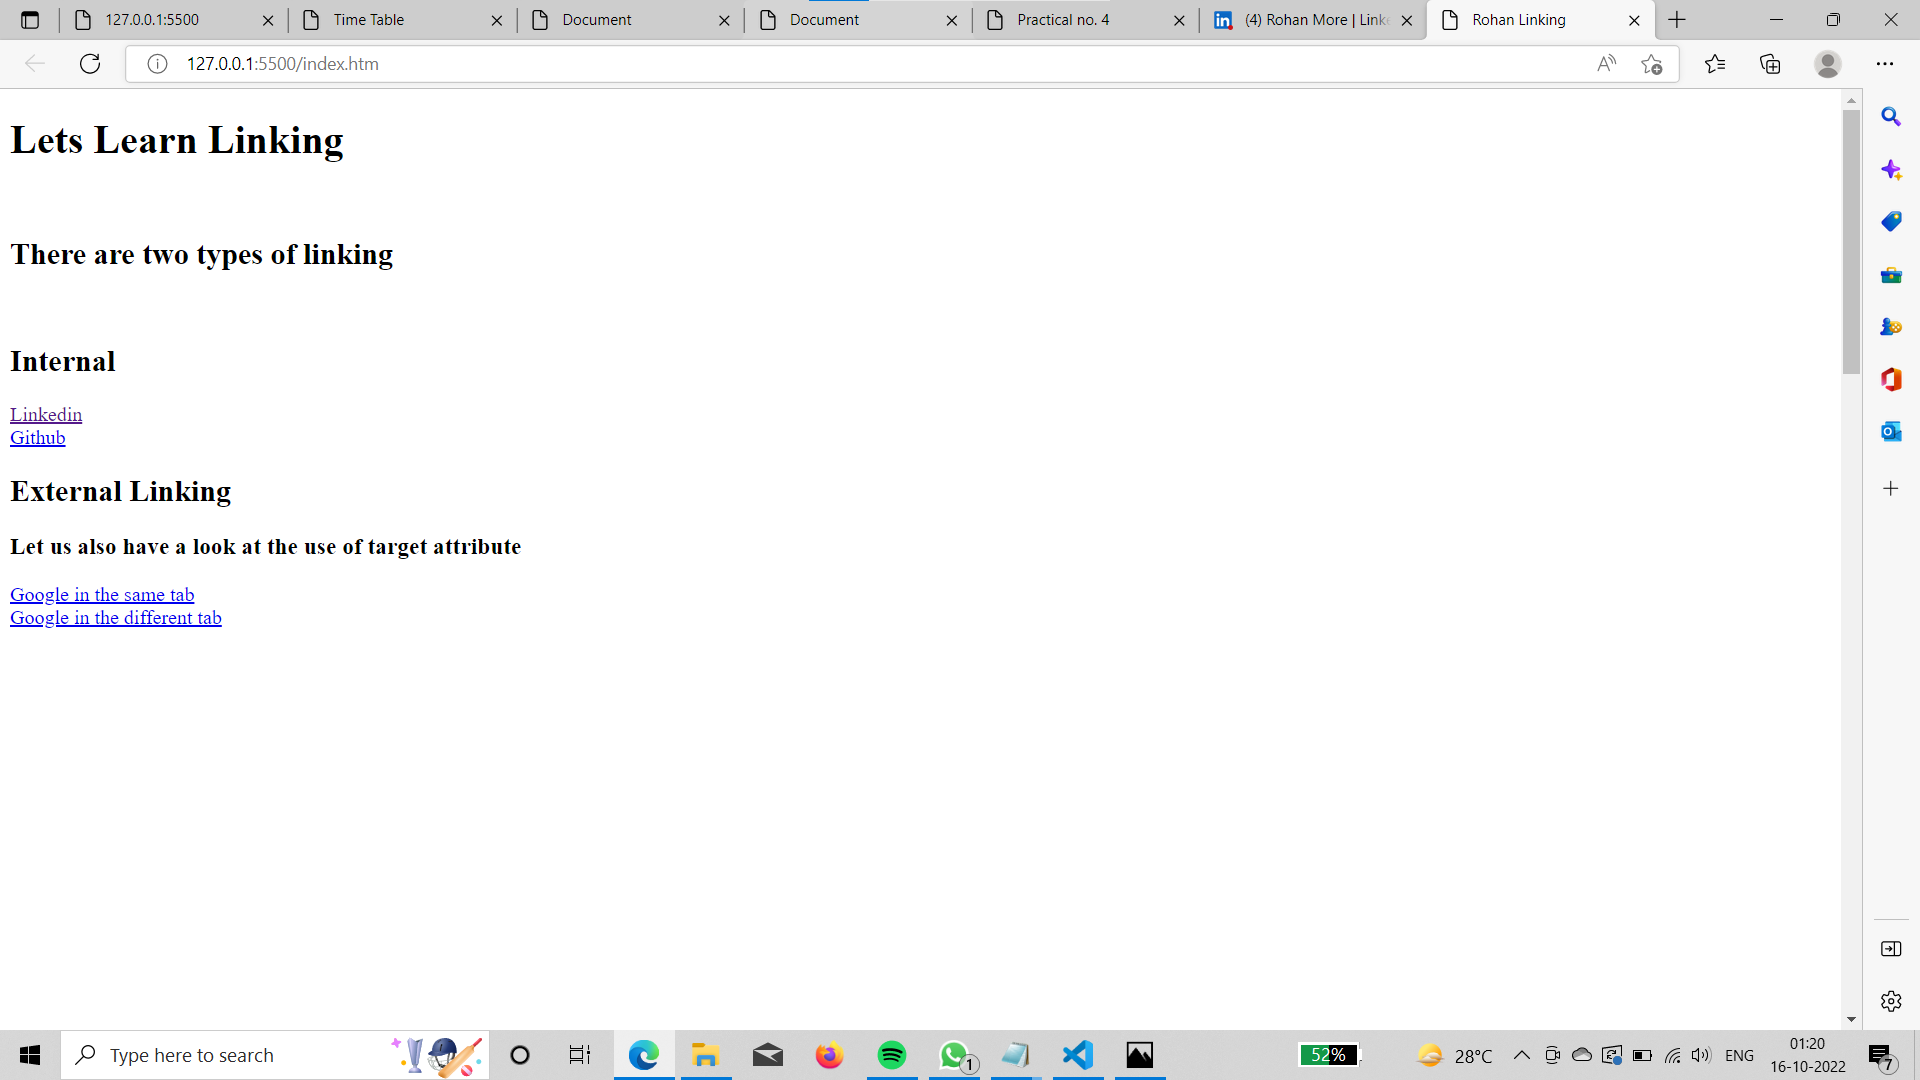 127.0.0.1:5500
Time Table
Document
Document
Practical no. 4
(4) Rohan More | Linke
Rohan Linking
127.0.0.1:5500/index.htm
Lets Learn Linking
There are two types of linking
Internal
Linkedin
Github
External Linking
Let us also have a look at the use of target attribute
Google in the same tab
Google in the different tab
Type here to search
1
52%
28°C
ENG
01:20
16-10-2022
7